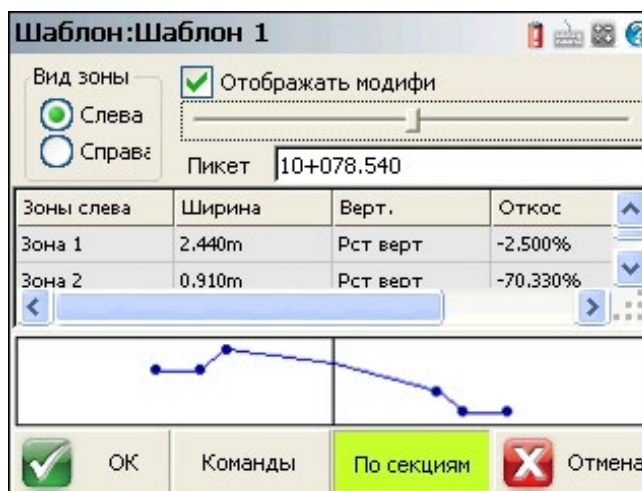 Шаблон:Шаблон 1
Вид зоны
Отображать модифи
Слева
Справа
Пикет 10+078.540
Зоны слева Ширина Верт. Откос
Зона 1 2.440m Рст верт -2.500%
Зона 2 0.910m Рст верт -70.330%
ОК Команды По секциям Отмена